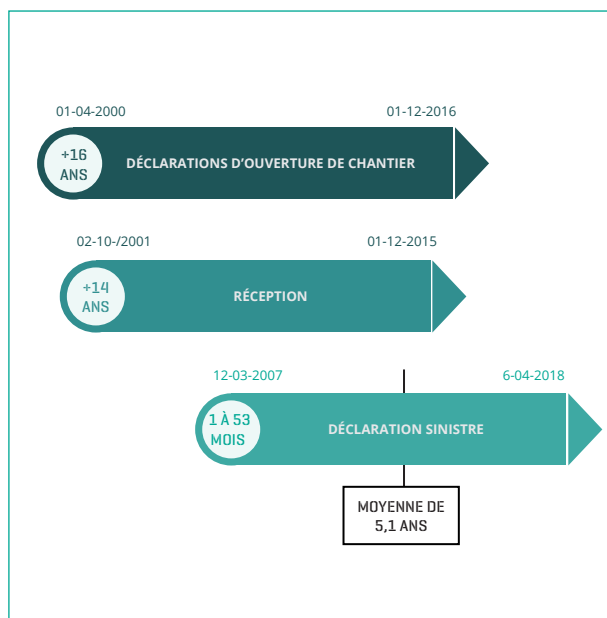 01-04-2000
01-12-2016
+16
ANS
DÉCLARATIONS D'OUVERTURE DE CHANTIER
02-10-/2001
01-12-2015
+14
ANS
RÉCEPTION
12-03-2007
6-04-2018
1 À 53
MOIS
DÉCLARATION SINISTRE
MOYENNE DE
5,1 ANS